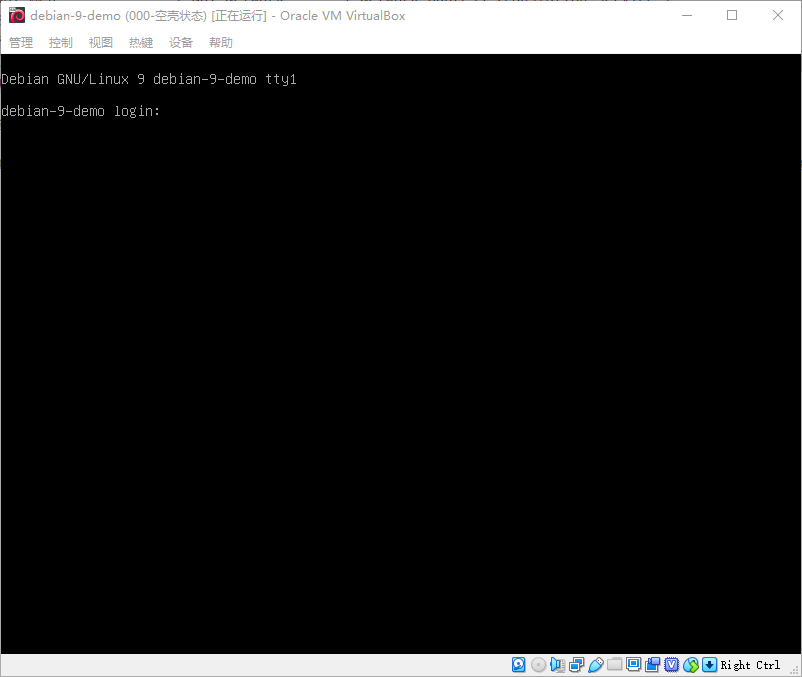 debian-9-demo (000-空壳状态) [正在运行] - Oracle VM VirtualBox
管理 控制 视图 热键 设备 帮助
Debian GNU/Linux 9 debian-9-demo tty1
debian-9-demo login:
Right Ctrl